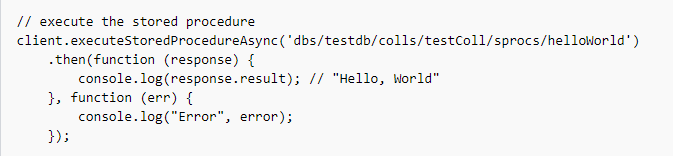 // execute the stored procedure
client.executeStoredProcedureAsync('dbs/testdb/colls/testColl/sprocs/helloWorld')
    .then(function (response) {
        console.log(response.result); // "Hello, World"
    }, function (err) {
        console.log("Error", error);
    });